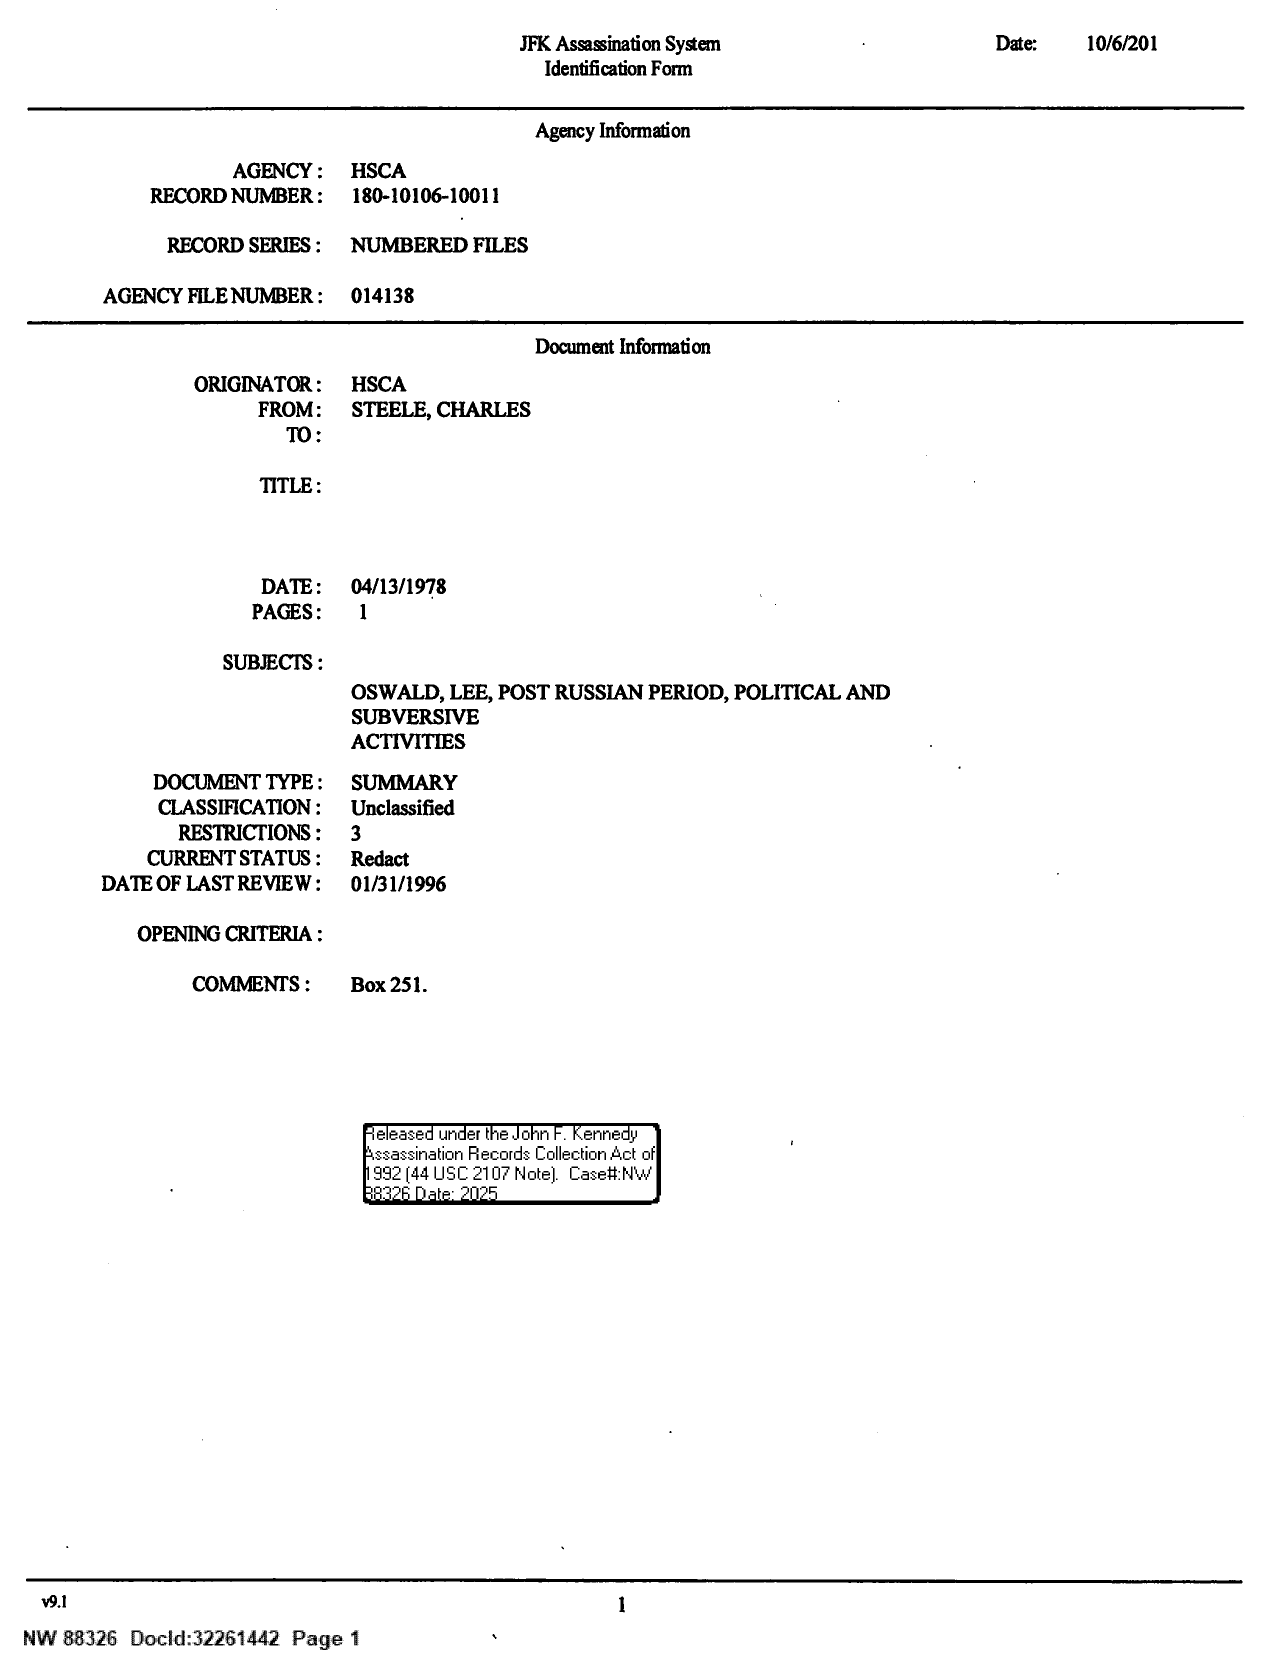 JFK Assassination System
Date: 10/6/201
Identification Form
Agency Information
AGENCY : HSCA
RECORD NUMBER : 180-10106-10011
RECORD SERIES : NUMBERED FILES
AGENCY FILE NUMBER : 014138
Document Information
ORIGINATOR : HSCA
FROM : STEELE, CHARLES
TO :
TITLE :
DATE : 04/13/1978
PAGES : 1
SUBJECTS :
OSWALD, LEE, POST RUSSIAN PERIOD, POLITICAL AND
SUBVERSIVE
ACTIVITIES
DOCUMENT TYPE : SUMMARY
CLASSIFICATION : Unclassified
RESTRICTIONS : 3
CURRENT STATUS : Redact
DATE OF LAST REVIEW : 01/31/1996
OPENING CRITERIA :
COMMENTS : Box 251.
Released under the John F. Kennedy
Assassination Records Collection Act of
1992 (44 USC 2107 Note). Case#:NW
88326 Date: 2025
v9.1
1
NW 88326 DocId:32261442 Page 1